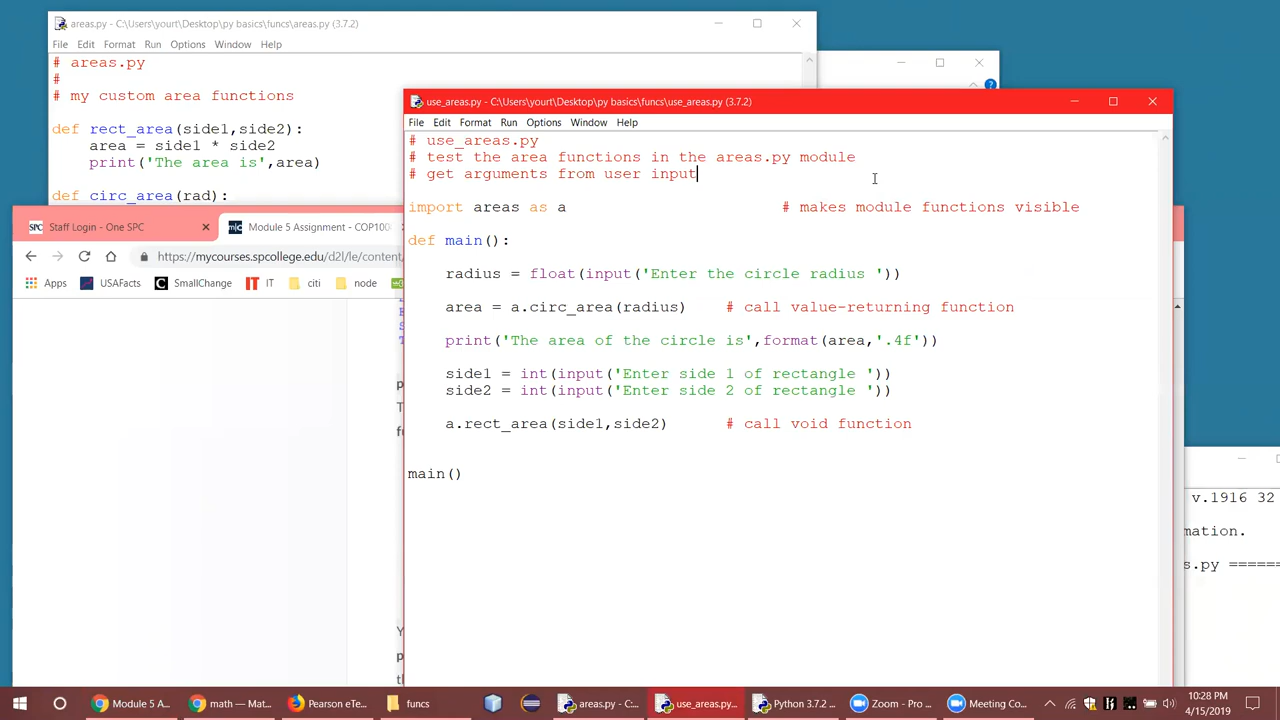 areas.py - C:\Users\yourt\Desktop\py basics\funcs\areas.py (3.7.2)
File Edit Format Run Options Window Help
# areas.py
#
# my custom area functions
def rect_area(side1,side2):
area = side1 * side2
print('The area is',area)
def circ_area(rad):
use_areas.py - C:\Users\yourt\Desktop\py basics\funcs\use_areas.py (3.7.2)
File Edit Format Run Options Window Help
# use_areas.py
# test the area functions in the areas.py module
# get arguments from user input
import areas as a # makes module functions visible
def main():
radius = float(input('Enter the circle radius '))
area = a.circ_area(radius) # call value-returning function
print('The area of the circle is',format(area,'.4f'))
side1 = int(input('Enter side 1 of rectangle '))
side2 = int(input('Enter side 2 of rectangle '))
a.rect_area(side1,side2) # call void function
main()
Staff Login - One SPC
Module 5 Assignment - COP100
https://mycourses.spcollege.edu/d2l/le/content
Apps USAFacts SmallChange IT citi node
v.1916 32
mation.
s.py ======
Module 5 A... math — Mat... Pearson eTe... funcs areas.py - C:... use_areas.py... Python 3.7.2 ... Zoom - Pro ... Meeting Co...
10:28 PM
4/15/2019